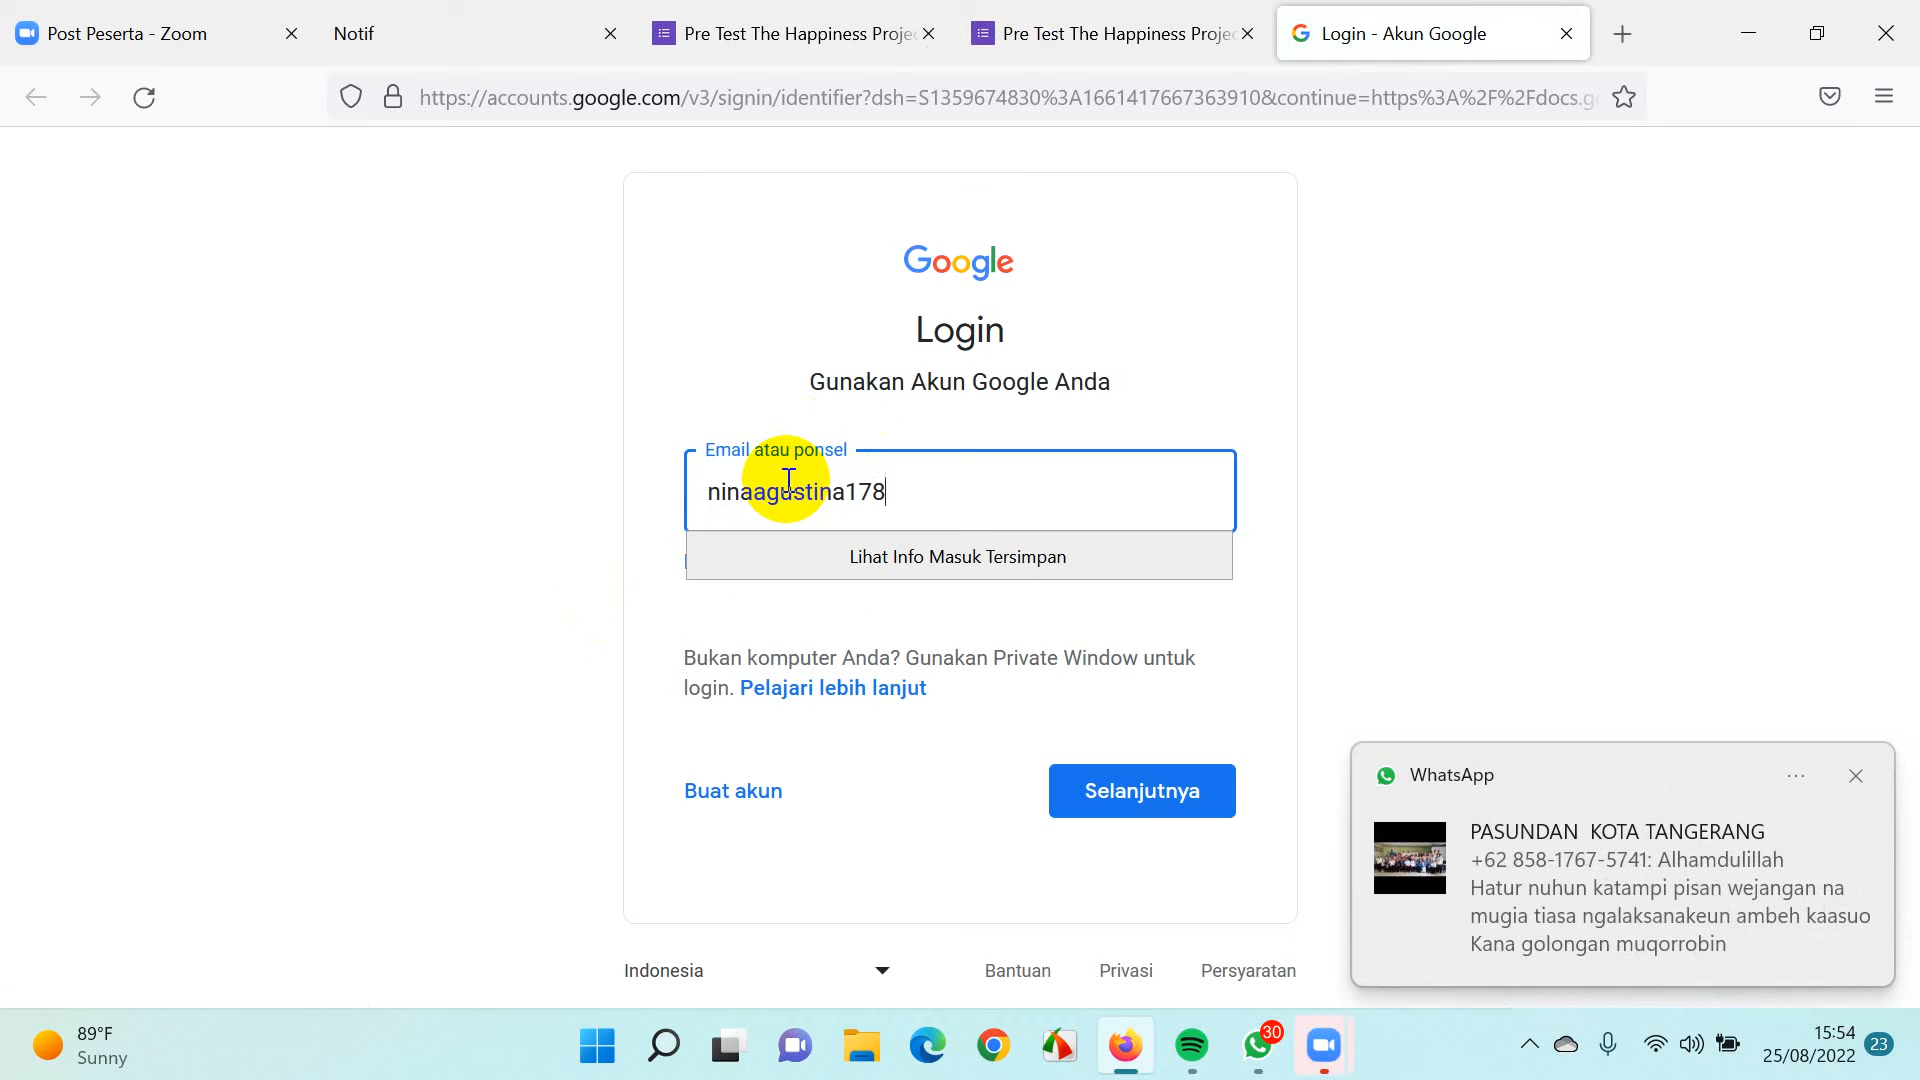 Post Peserta - Zoom
Notif
Pre Test The Happiness Proje
Pre Test The Happiness Proje
Login - Akun Google
https://accounts.google.com/v3/signin/identifier?dsh=S1359674830%3A1661417667363910&continue=https%3A%2F%2Fdocs.g
Google
Login
Gunakan Akun Google Anda
Email atau ponsel
ninaagustina178
Lihat Info Masuk Tersimpan
Bukan komputer Anda? Gunakan Private Window untuk
login. Pelajari lebih lanjut
Buat akun
Selanjutnya
Indonesia
Bantuan
Privasi
Persyaratan
WhatsApp
PASUNDAN KOTA TANGERANG
+62 858-1767-5741: Alhamdulillah
Hatur nuhun katampi pisan wejangan na
mugia tiasa ngalaksanakeun ambeh kaasuo
Kana golongan muqorrobin
89°F
Sunny
30
15:54
25/08/2022
23